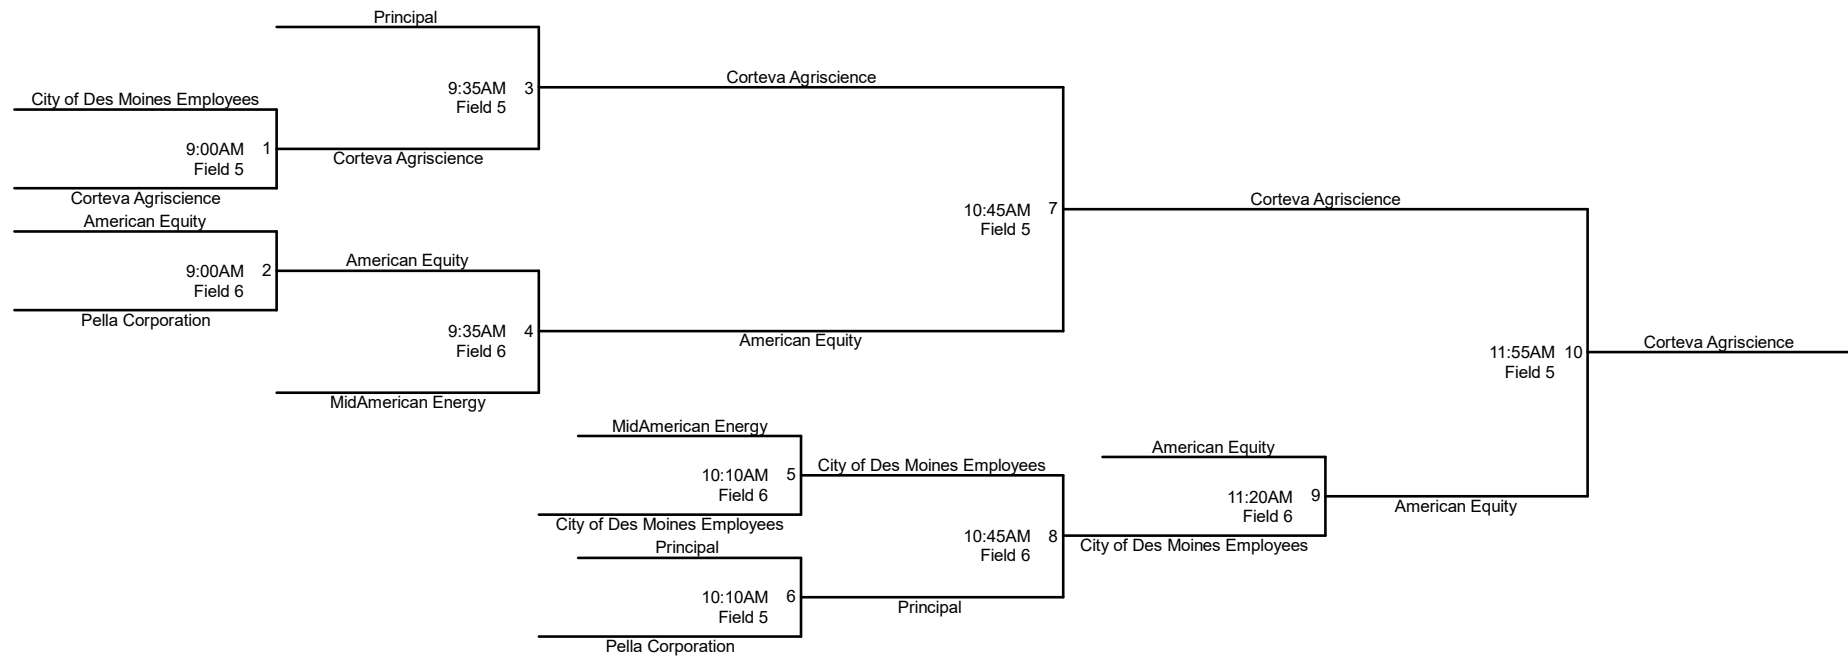 Principal
9:35AM 3
Field 5
Corteva Agriscience
City of Des Moines Employees
9:00AM 1
Field 5
Corteva Agriscience
Corteva Agriscience
American Equity
9:00AM 2
Field 6
Pella Corporation
American Equity
9:35AM 4
Field 6
MidAmerican Energy
American Equity
10:45AM 7
Field 5
Corteva Agriscience
11:55AM 10
Field 5
Corteva Agriscience
MidAmerican Energy
10:10AM 5
Field 6
City of Des Moines Employees
City of Des Moines Employees
Principal
10:10AM 6
Field 5
Pella Corporation
10:45AM 8
Field 6
Principal
American Equity
11:20AM 9
Field 6
City of Des Moines Employees
American Equity